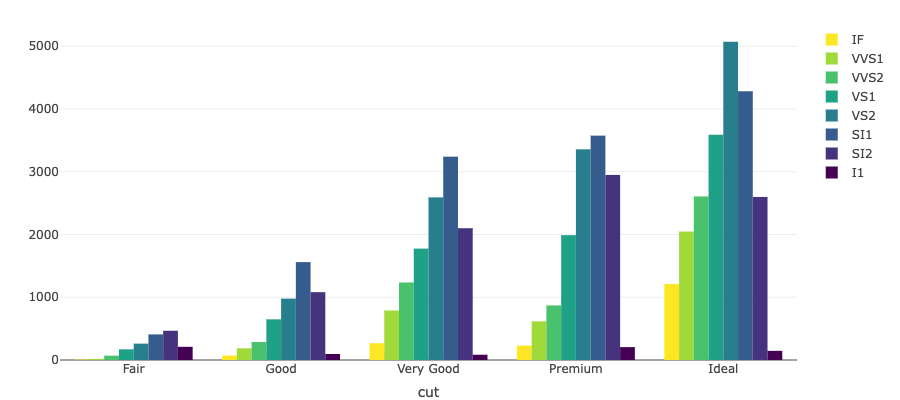 5000
4000
3000
2000
1000
0
Fair
Good
Very Good
Premium
Ideal
cut
IF
VVS1
VVS2
VS1
VS2
SI1
SI2
I1